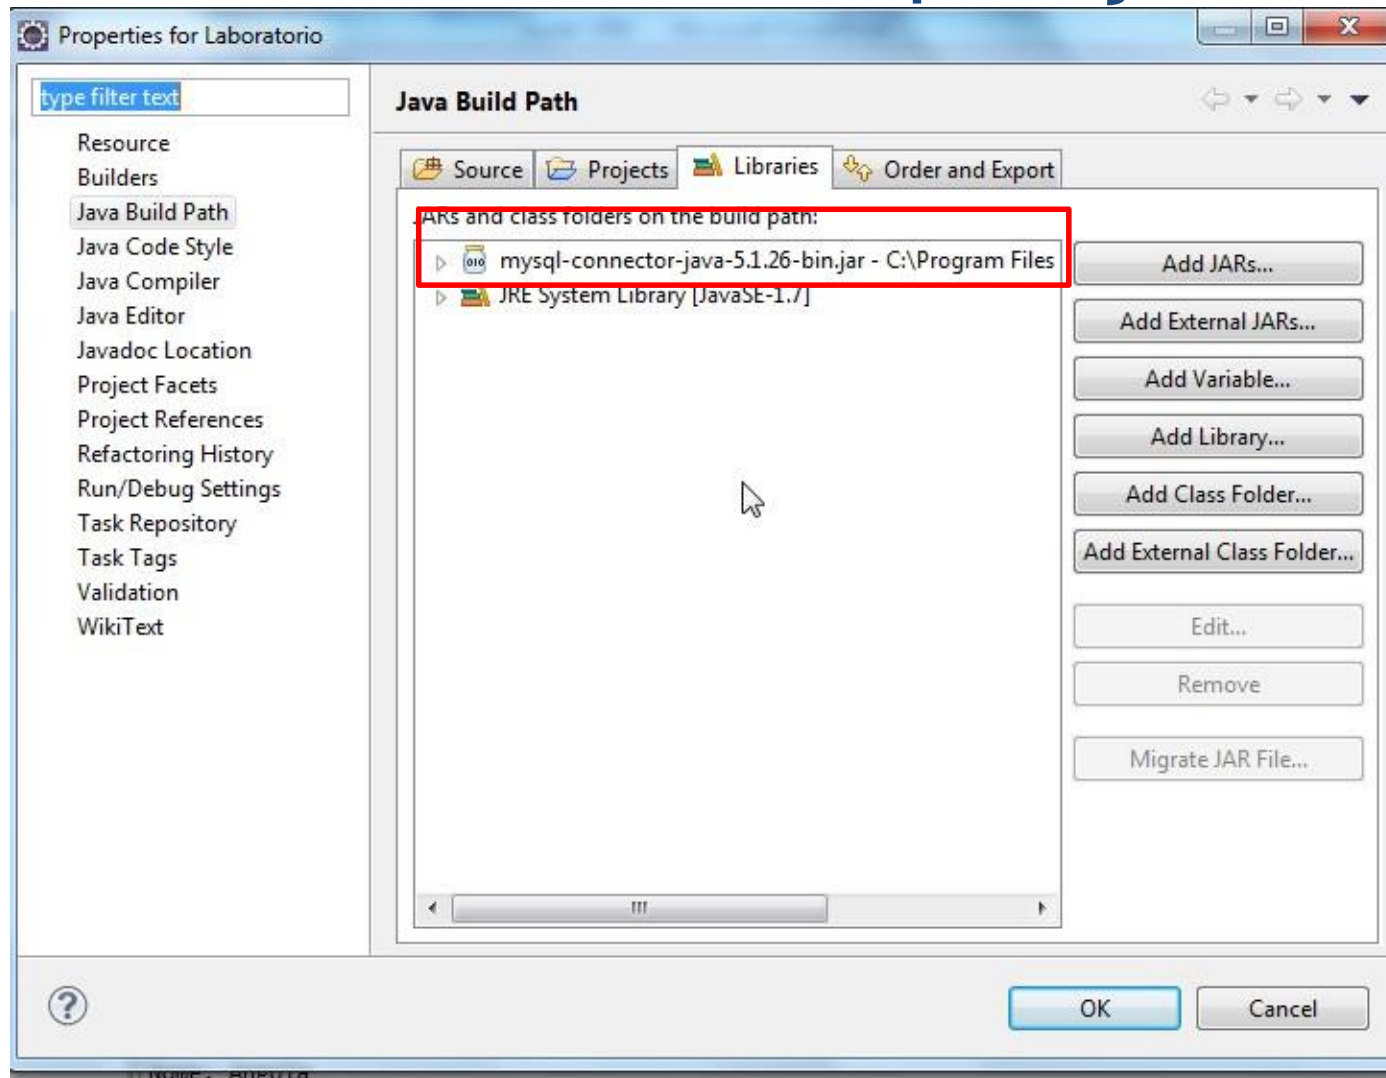 Properties for Laboratorio
type filter text
Resource
Builders
Java Build Path
Java Code Style
Java Compiler
Java Editor
Javadoc Location
Project Facets
Project References
Refactoring History
Run/Debug Settings
Task Repository
Task Tags
Validation
WikiText
Java Build Path
Source Projects Libraries Order and Export
JARs and class folders on the build path:
mysql-connector-java-5.1.26-bin.jar - C:\Program Files
JRE System Library [JavaSE-1.7]
Add JARs...
Add External JARs...
Add Variable...
Add Library...
Add Class Folder...
Add External Class Folder...
Edit...
Remove
Migrate JAR File...
OK Cancel